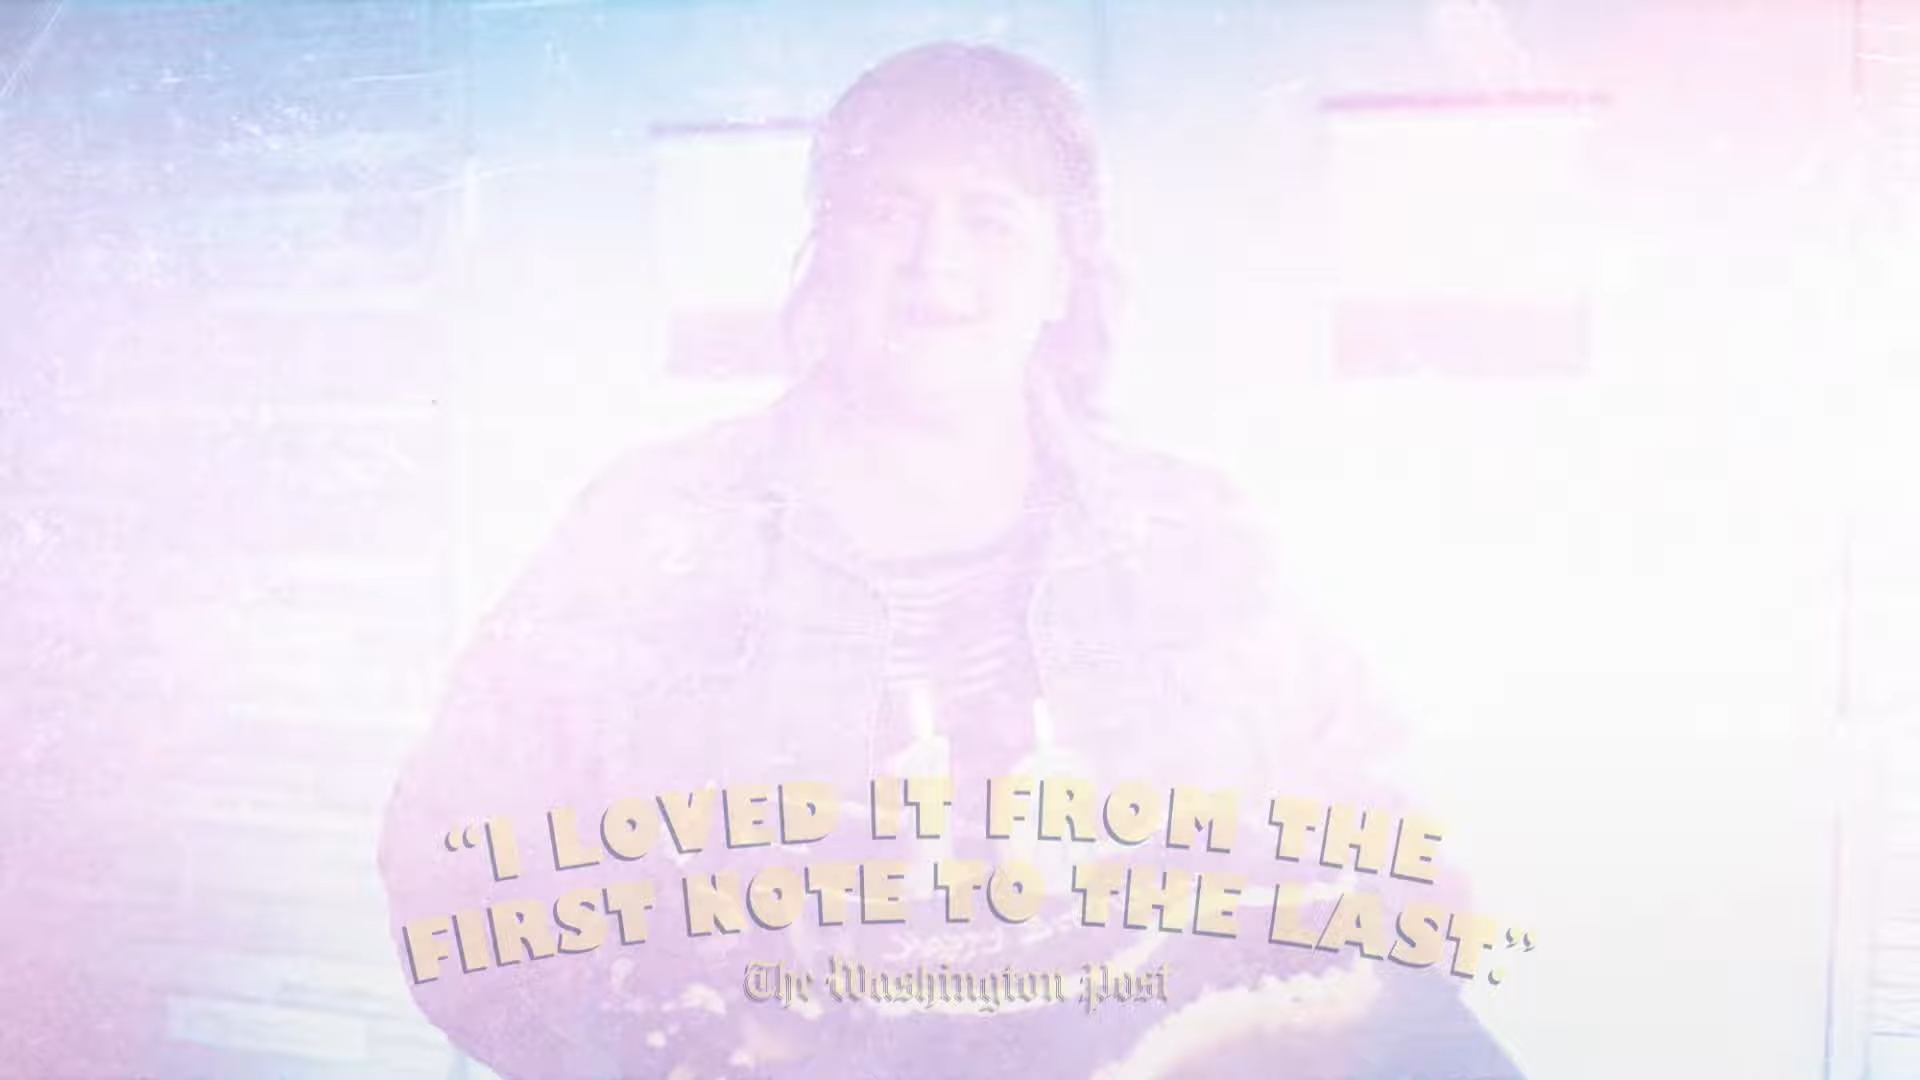 “I LOVED IT FROM THE
FIRST NOTE TO THE LAST.”
The Washington Post